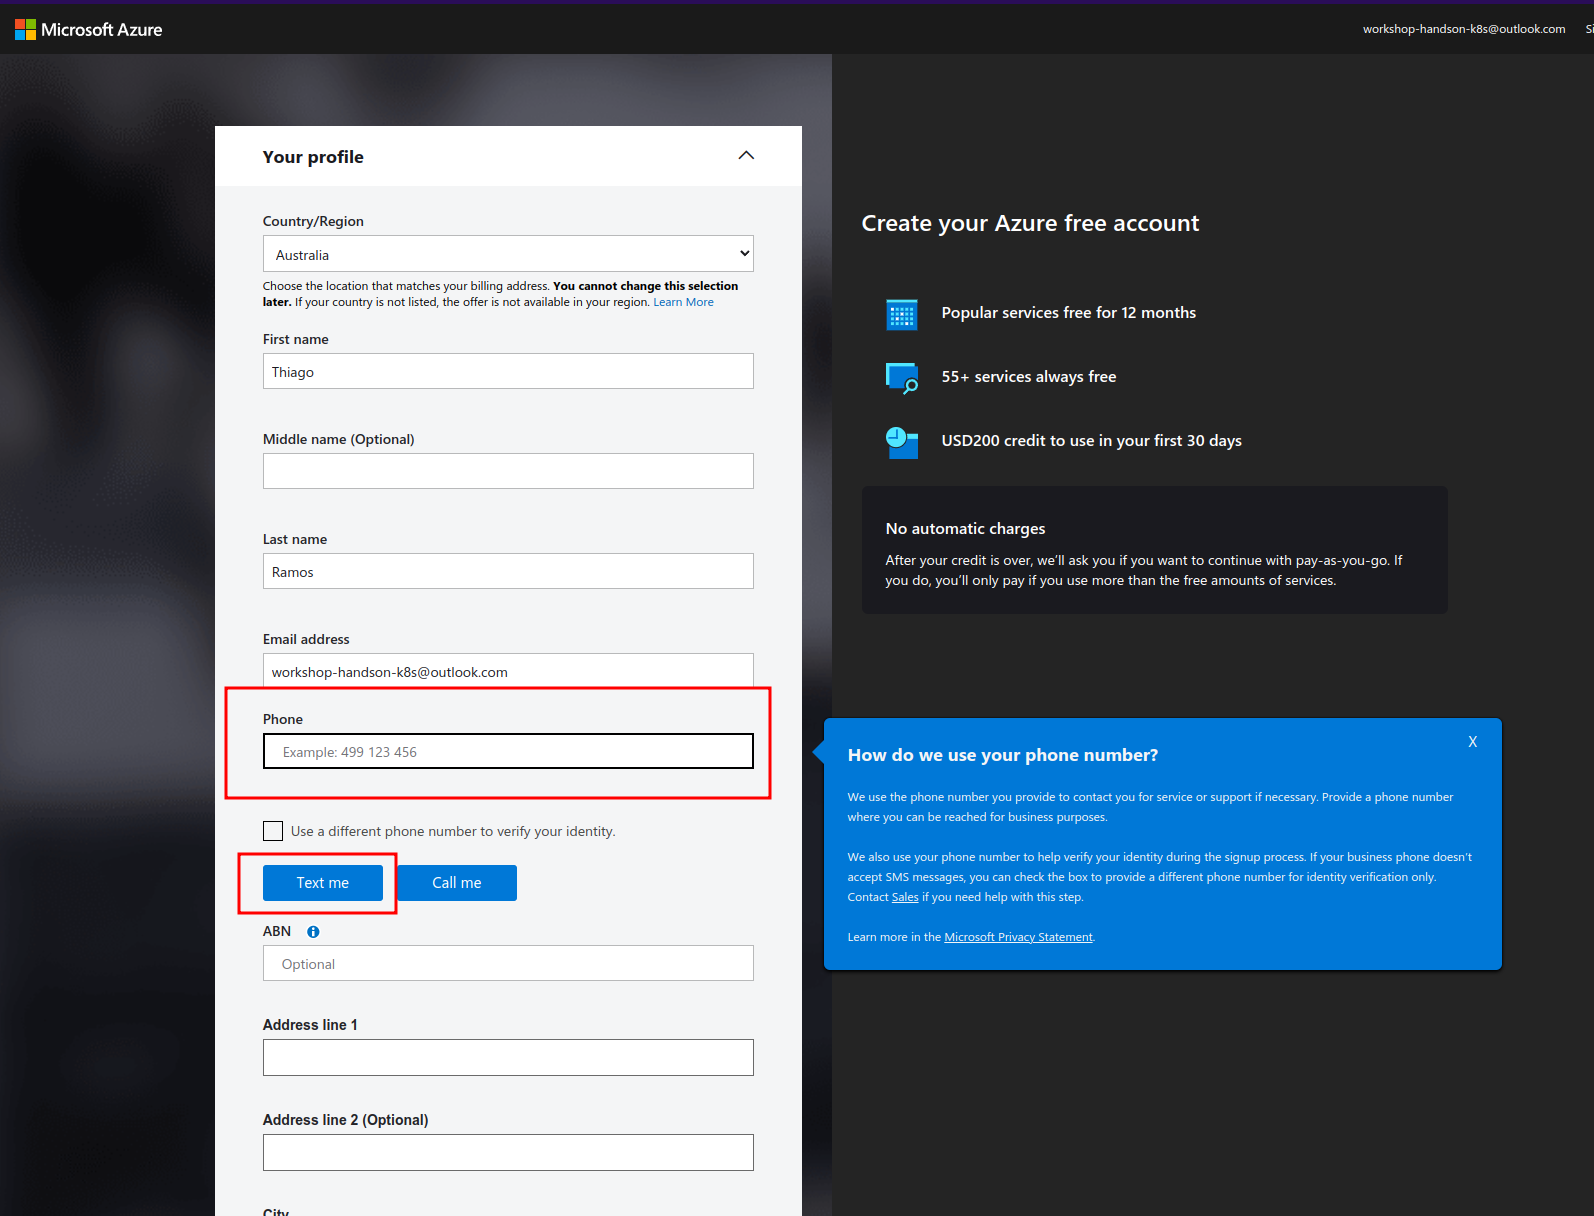 Microsoft Azure
workshop-handson-k8s@outlook.com
Your profile
Country/Region
Australia
Choose the location that matches your billing address. You cannot change this selection
later. If your country is not listed, the offer is not available in your region. Learn More
First name
Thiago
Middle name (Optional)
Last name
Ramos
Email address
workshop-handson-k8s@outlook.com
Phone
Example: 499 123 456
Use a different phone number to verify your identity.
Text me
Call me
ABN
Optional
Address line 1
Address line 2 (Optional)
City
Create your Azure free account
Popular services free for 12 months
55+ services always free
USD200 credit to use in your first 30 days
No automatic charges
After your credit is over, we’ll ask you if you want to continue with pay-as-you-go. If
you do, you’ll only pay if you use more than the free amounts of services.
How do we use your phone number?
X
We use the phone number you provide to contact you for service or support if necessary. Provide a phone number
where you can be reached for business purposes.
We also use your phone number to help verify your identity during the signup process. If your business phone doesn't
accept SMS messages, you can check the box to provide a different phone number for identity verification only.
Contact Sales if you need help with this step.
Learn more in the Microsoft Privacy Statement.